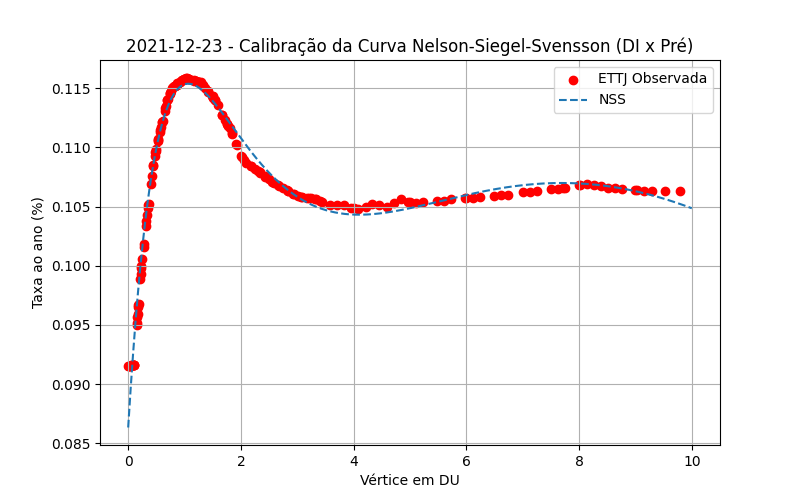 2021-12-23 - Calibração da Curva Nelson-Siegel-Svensson (DI x Pré)
ETTJ Observada
NSS
Taxa ao ano (%)
0.115
0.110
0.105
0.100
0.095
0.090
0.085
0 2 4 6 8 10
Vértice em DU